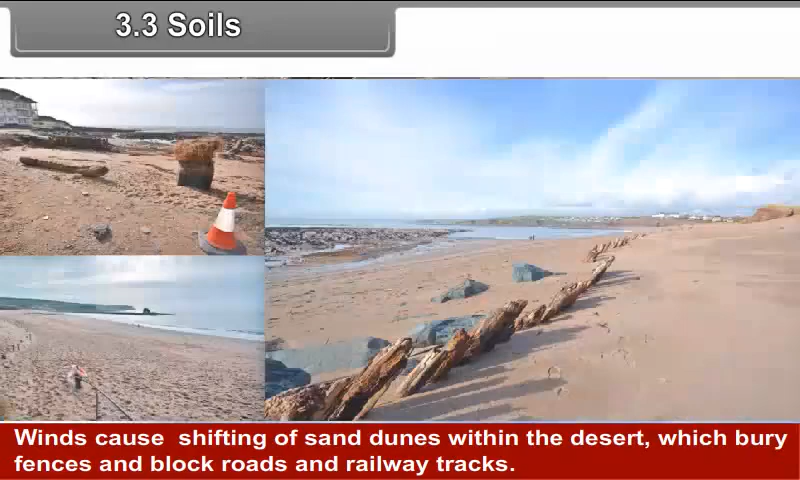 3.3 Soils
Winds cause  shifting of sand dunes within the desert, which bury
fences and block roads and railway tracks.